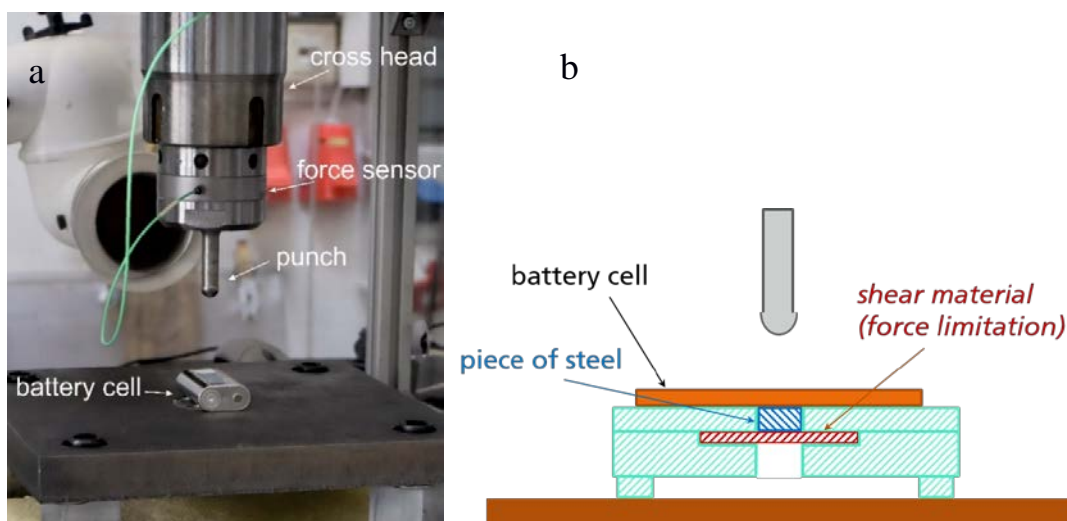 a
cross head
force sensor
punch
battery cell
b
battery cell
shear material
(force limitation)
piece of steel